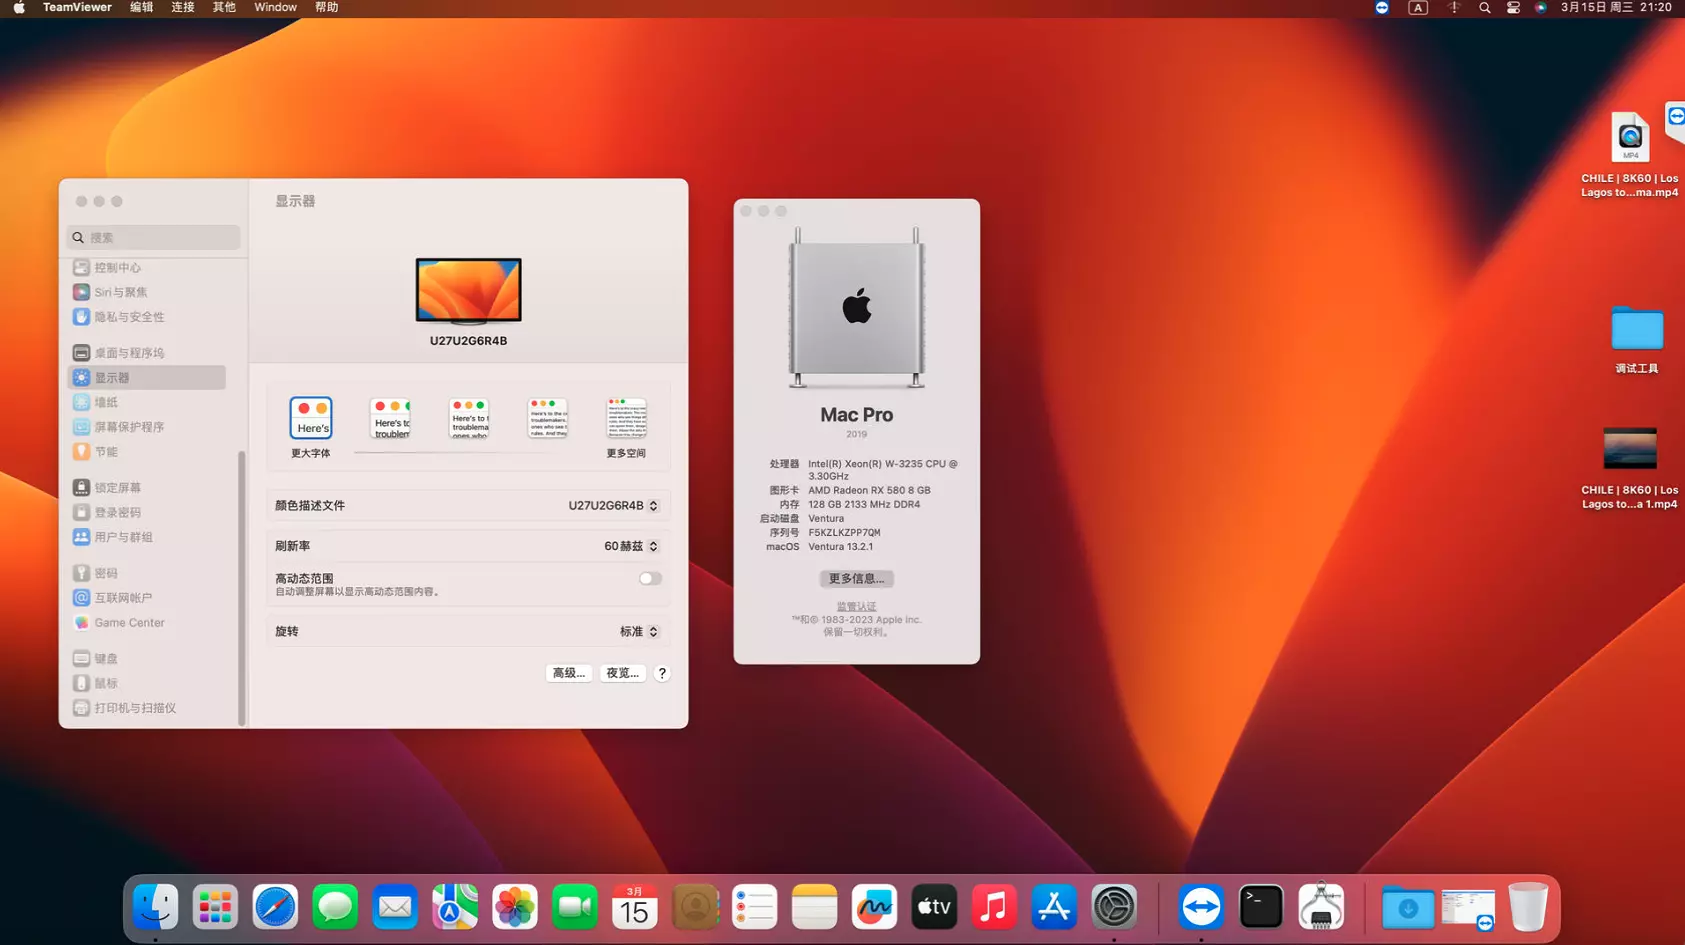 TeamViewer 编辑 连接 其他 Window 帮助
A
3月15日 周三 21:20
MP4
CHILE | 8K60 | Los
Lagos to...ma.mp4
调试工具
CHILE | 8K60 | Los
Lagos to...a 1.mp4
显示器
搜索
控制中心
Siri与聚焦
隐私与安全性
桌面与程序坞
显示器
墙纸
屏幕保护程序
节能
锁定屏幕
登录密码
用户与群组
密码
互联网帐户
Game Center
键盘
鼠标
打印机与扫描仪
U27U2G6R4B
Here's
更大字体
Here's to
troublem
Here's to t
troublema
ones who
更多空间
颜色描述文件
U27U2G6R4B
刷新率
60赫兹
高动态范围
自动调整屏幕以显示高动态范围内容。
旋转
标准
高级...
夜览...
?
Mac Pro
2019
处理器 Intel(R) Xeon(R) W-3235 CPU @
3.30GHz
图形卡 AMD Radeon RX 580 8 GB
内存 128 GB 2133 MHz DDR4
启动磁盘 Ventura
序列号 F5KZLKZPP7QM
macOS Ventura 13.2.1
更多信息...
监管认证
™和© 1983-2023 Apple Inc.
保留一切权利。
3月
15
tv
>_